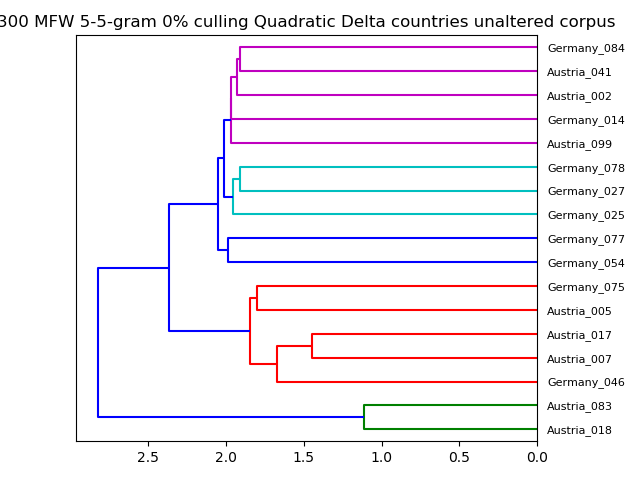 300 MFW 5-5-gram 0% culling Quadratic Delta countries unaltered corpus
Germany_084
Austria_041
Austria_002
Germany_014
Austria_099
Germany_078
Germany_027
Germany_025
Germany_077
Germany_054
Germany_075
Austria_005
Austria_017
Austria_007
Germany_046
Austria_083
Austria_018
2.5 2.0 1.5 1.0 0.5 0.0